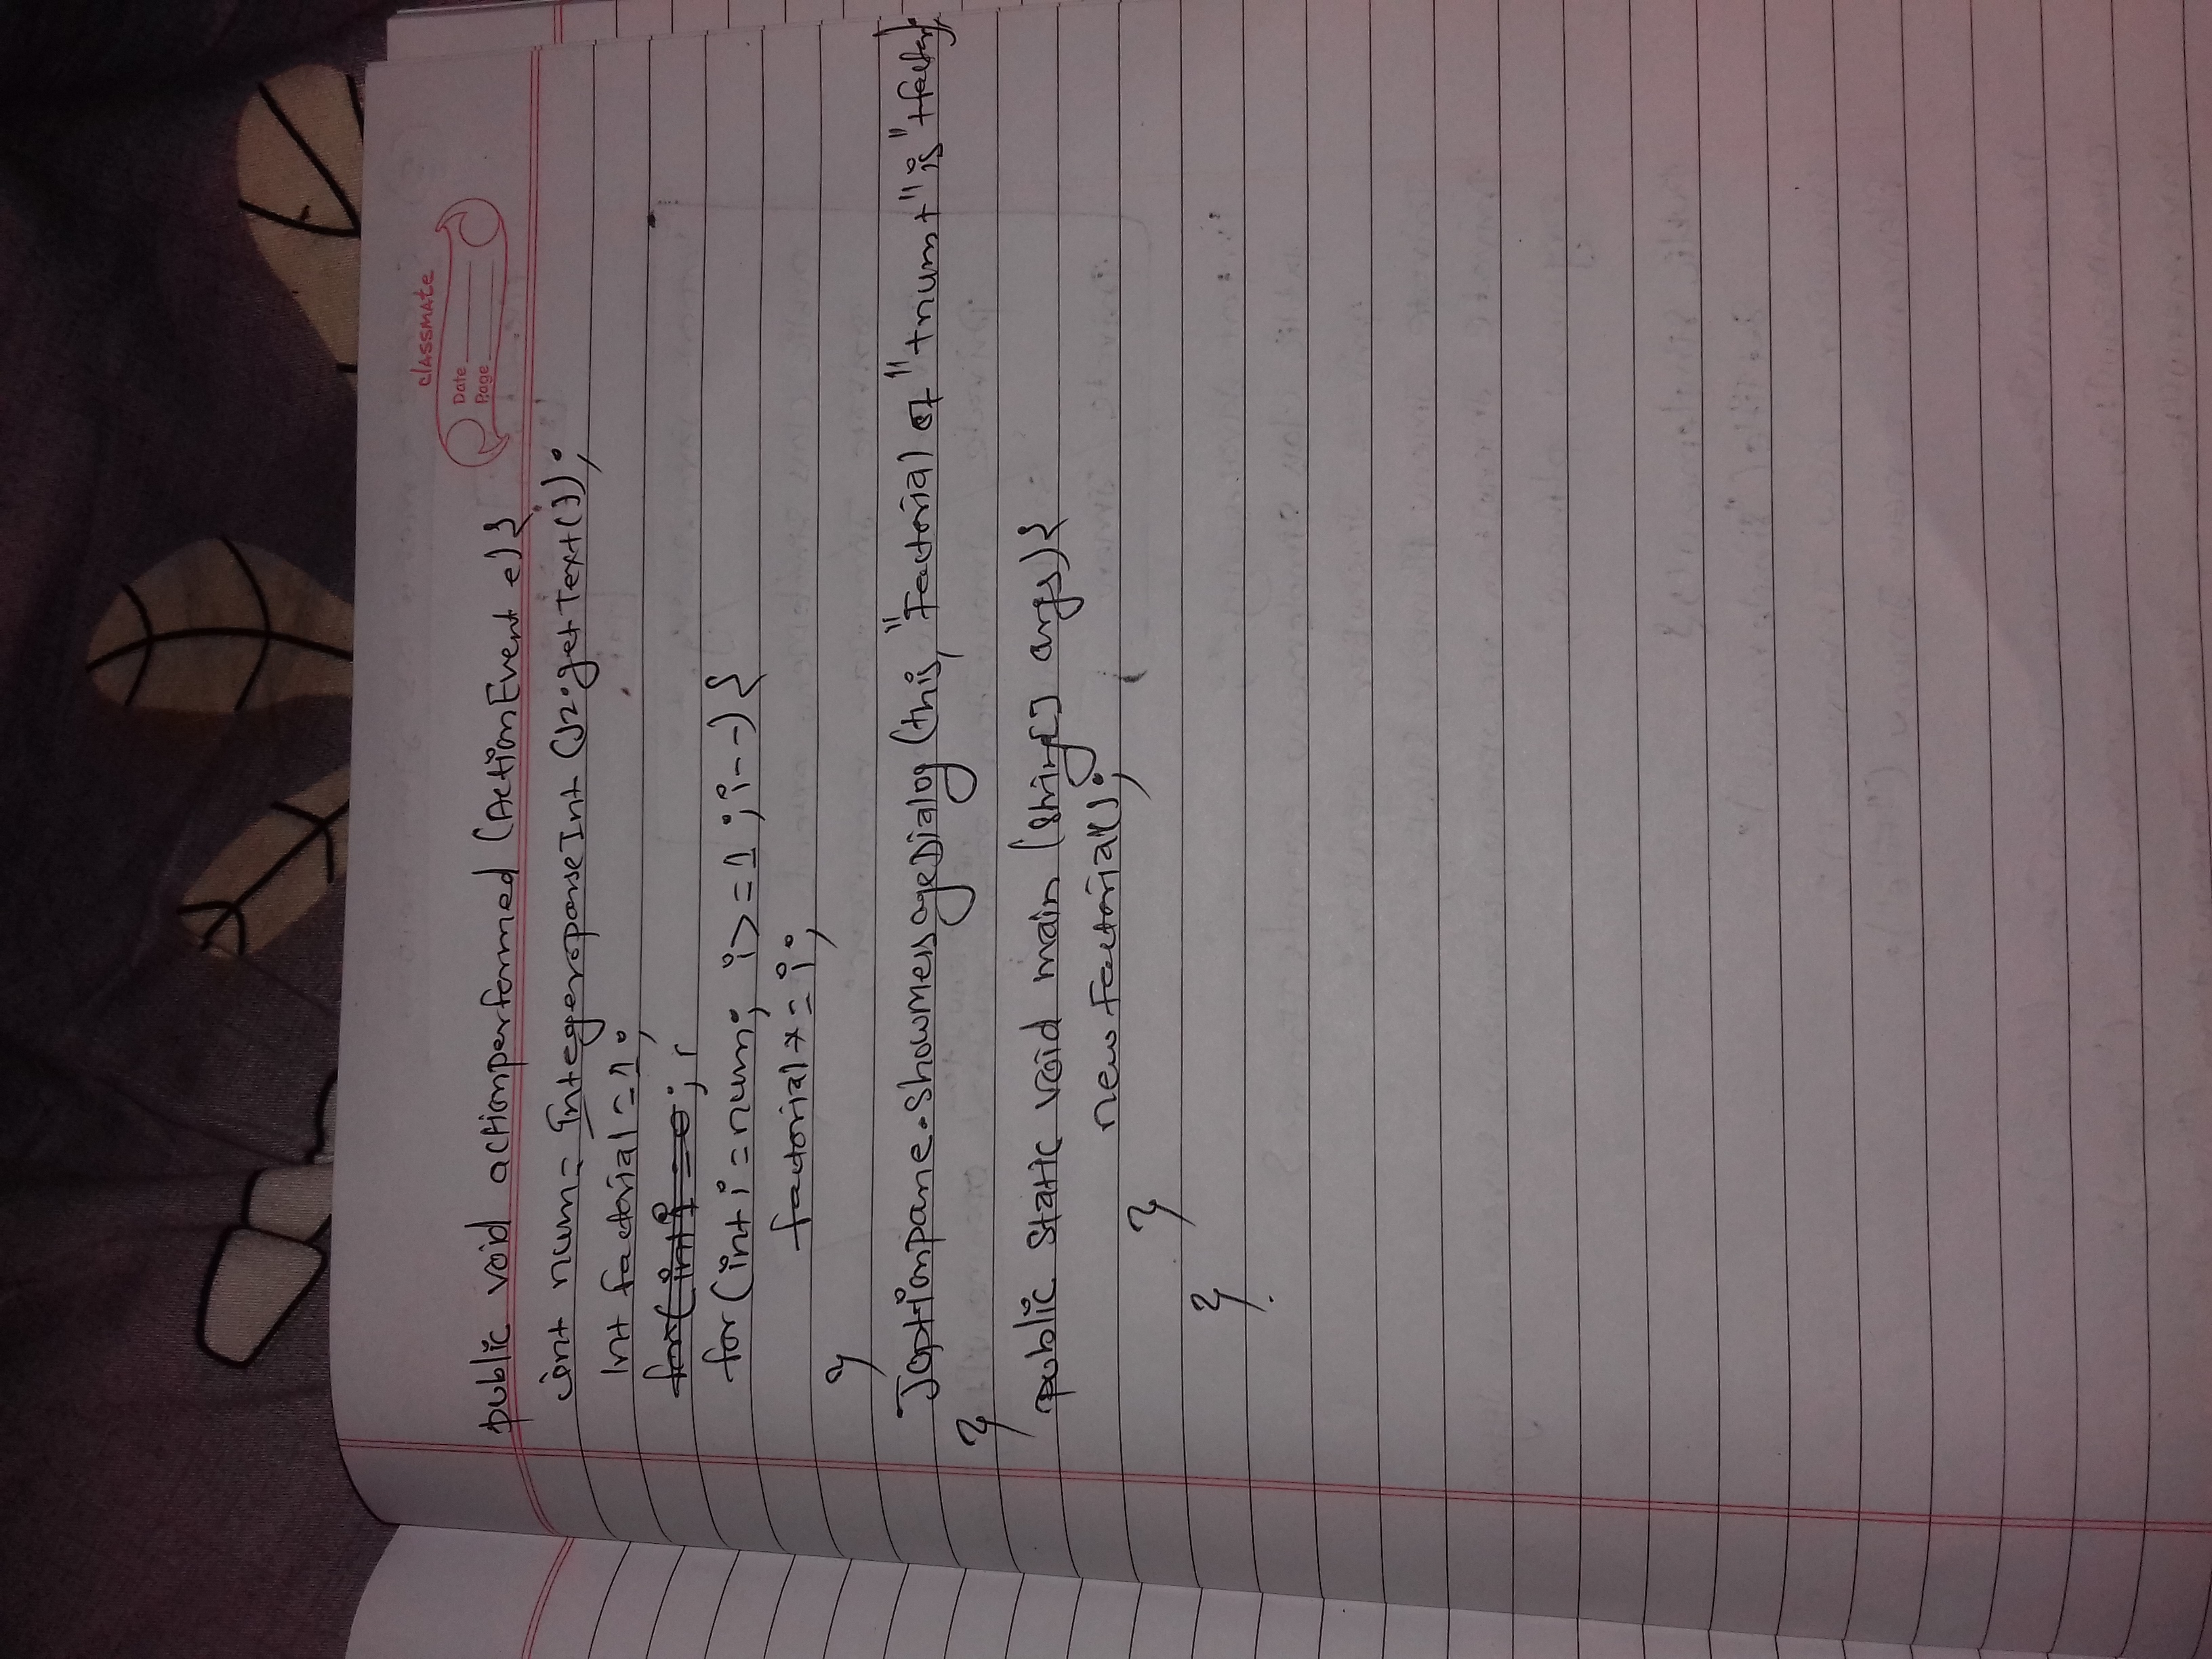 classmate
Date
Page
public void actionperformed (ActionEvent e) {
int num = Integer.parseInt (J2.getText());
Int factorial = 1;
for(int i = 0; i
for (int i = num; i >= 1; i--) {
factorial *= i;
}
Joptionpane.showmessageDialog (this, "Factorial of " + num + " is " +
}
public static void main (String[] args) {
new Factorial();
}
}